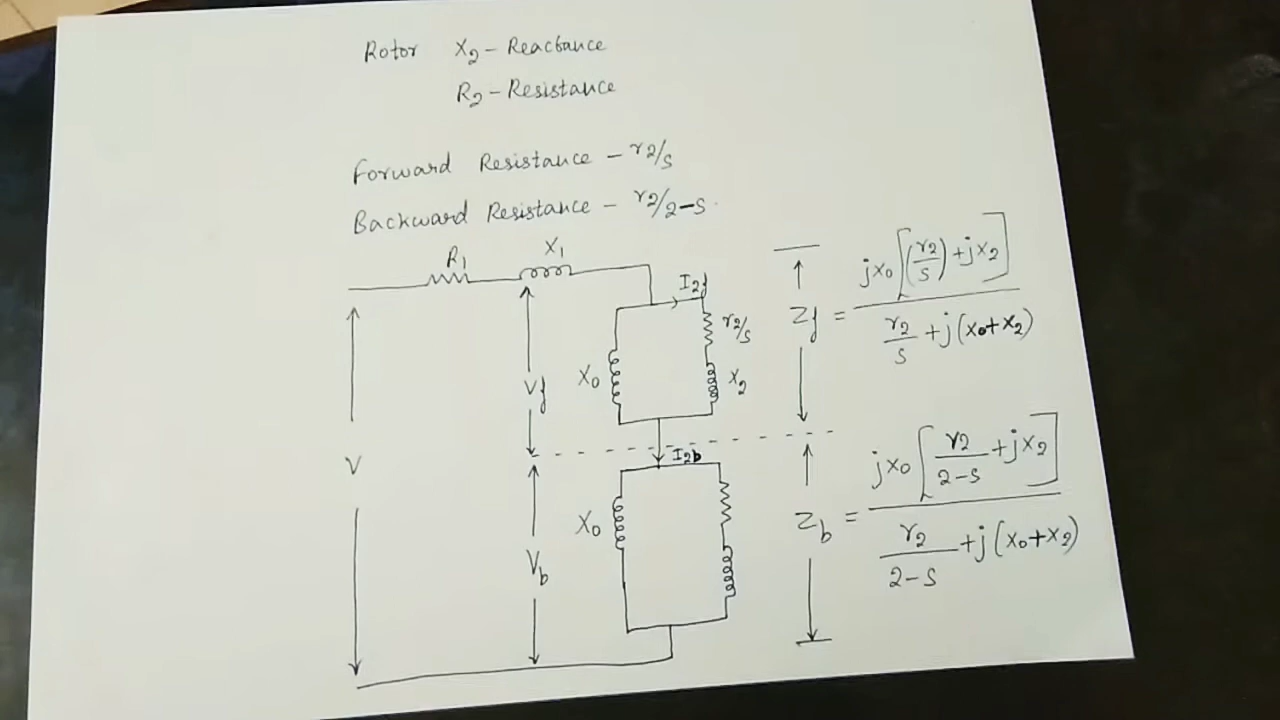 Rotor X2 - Reactance
R2 - Resistance
Forward Resistance - r2/s
Backward Resistance - r2/2-s
R1
X1
I2f
r2/s
X0
X2
Vf
V
I2b
X0
Vb
Zf = jx0[(r2/s)+jx2] / r2/s +j(x0+x2)
Zb = jx0[r2/2-s +jx2] / r2/2-s +j(x0+x2)